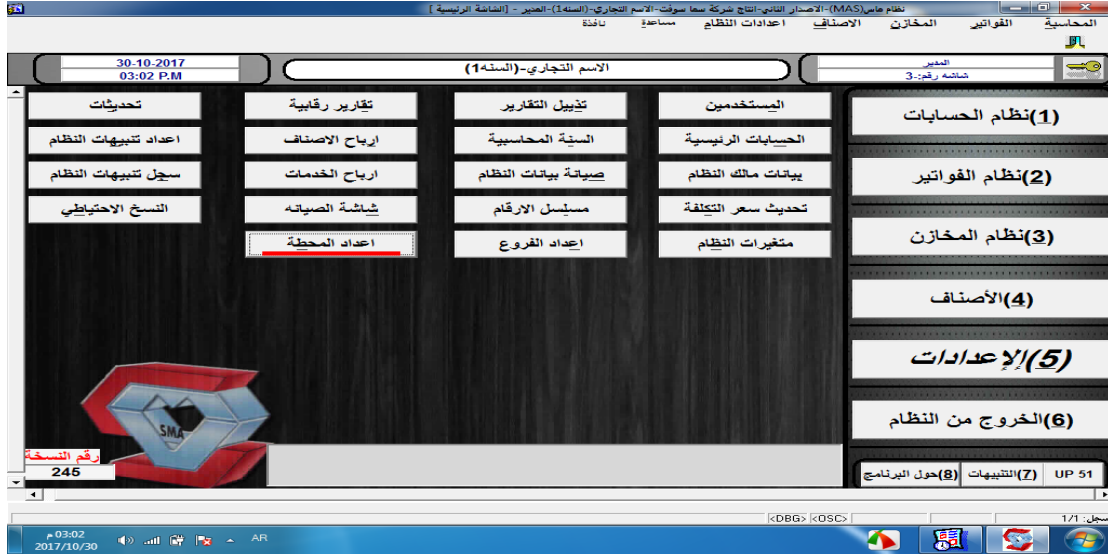 نظام ماس(MAS)-الاصدار الثاني-انتاج شركة سما سوفت-الاسم التجاري-(السنه1)-المدير - [الشاشة الرئيسية ]
المحاسبية الفواتير المخازن الاصناف اعدادات النظام مساعدة نافذة
المدير
شاشه رقم:-3
الاسم التجاري-(السنه1)
30-10-2017
03:02 P.M
(1)نظام الحسابات
(2)نظام الفواتير
(3)نظام المخازن
(4)الأصناف
(5)الإعدادات
(6)الخروج من النظام
UP 51 (7)التنبيهات (8)حول البرنامج
المستخدمين تذييل التقارير تقارير رقابية تحديثات
الحسابات الرئيسية السنة المحاسبية ارباح الاصناف اعداد تنبيهات النظام
بيانات مالك النظام صيانة بيانات النظام ارباح الخدمات سجل تنبيهات النظام
تحديث سعر التكلفة مسلسل الارقام شاشة الصيانه النسخ الاحتياطي
متغيرات النظام اعداد الفروع اعداد المحطة
SMA
رقم النسخة
245
سجل: 1/1 <OSC> <DBG>
AR
03:02 م
2017/10/30